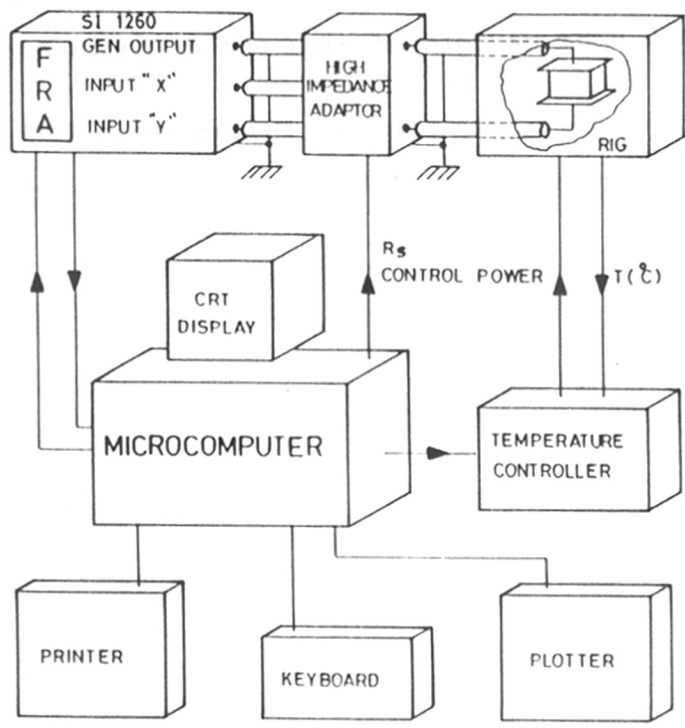 SI 1260
FRA
GEN OUTPUT
INPUT "X"
INPUT "Y"
HIGH
IMPEDANCE
ADAPTOR
RIG
Rs
CONTROL POWER
T(°C)
CRT
DISPLAY
MICROCOMPUTER
TEMPERATURE
CONTROLLER
PRINTER
KEYBOARD
PLOTTER